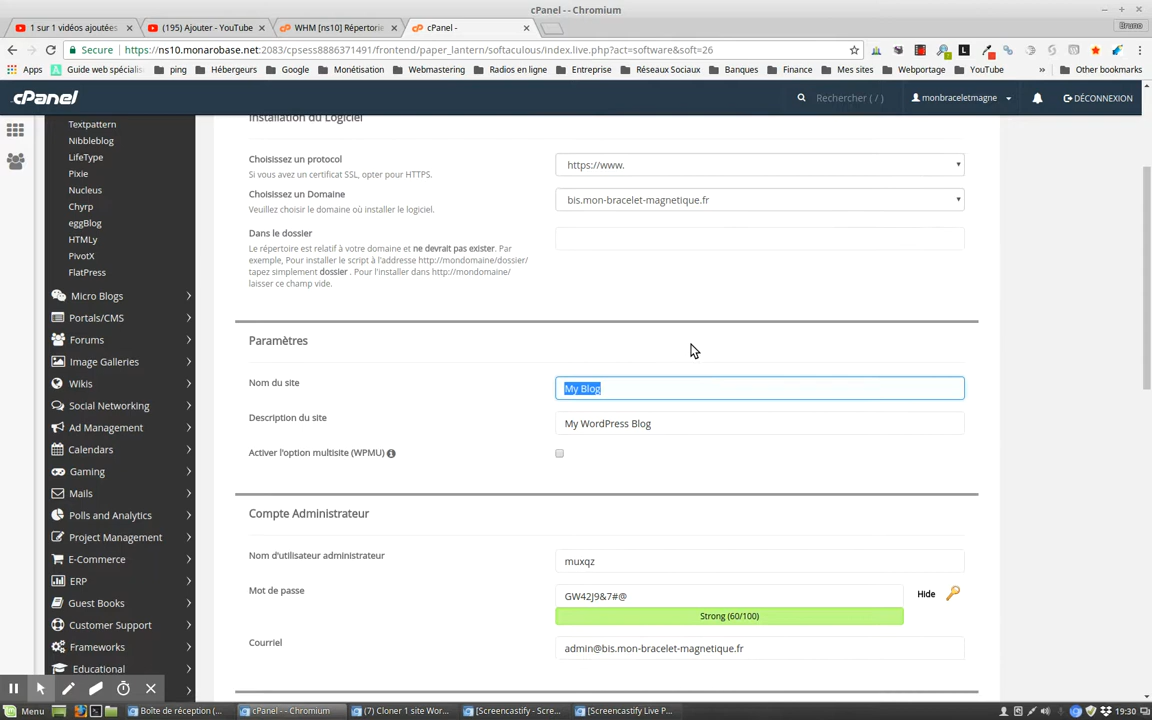 cPanel - - Chromium
1 sur 1 vidéos ajoutées
(195) Ajouter - YouTube
WHM [ns10] Répertorie
cPanel -
Bruno
Secure
https://ns10.monarobase.net:2083/cpsess8886371491/frontend/paper_lantern/softaculous/index.live.php?act=software&soft=26
Apps
Guide web spécialis
ping
Hébergeurs
Google
Monétisation
Webmastering
Radios en ligne
Entreprise
Réseaux Sociaux
Banques
Finance
Mes sites
Webportage
YouTube
»
Other bookmarks
cPanel
Rechercher ( / )
monbraceletmagne
DÉCONNEXION
Textpattern
Nibbleblog
LifeType
Pixie
Nucleus
Chyrp
eggBlog
HTMLy
PivotX
FlatPress
Micro Blogs
Portals/CMS
Forums
Image Galleries
Wikis
Social Networking
Ad Management
Calendars
Gaming
Mails
Polls and Analytics
Project Management
E-Commerce
ERP
Guest Books
Customer Support
Frameworks
Educational
Installation du Logiciel
Choisissez un protocol
Si vous avez un certificat SSL, opter pour HTTPS.
https://www.
Choisissez un Domaine
Veuillez choisir le domaine où installer le logiciel.
bis.mon-bracelet-magnetique.fr
Dans le dossier
Le répertoire est relatif à votre domaine et ne devrait pas exister. Par
exemple, Pour installer le script à l'addresse http://mondomaine/dossier/
tapez simplement dossier . Pour l'installer dans http://mondomaine/
laisser ce champ vide.
Paramètres
Nom du site
My Blog
Description du site
My WordPress Blog
Activer l'option multisite (WPMU)
Compte Administrateur
Nom d'utilisateur administrateur
muxqz
Mot de passe
GW42J9&7#@
Hide
Strong (60/100)
Courriel
admin@bis.mon-bracelet-magnetique.fr
Menu
Boîte de réception (...
cPanel - - Chromium
(7) Cloner 1 site Wor...
[Screencastify - Scre...
[Screencastify Live P...
19:30